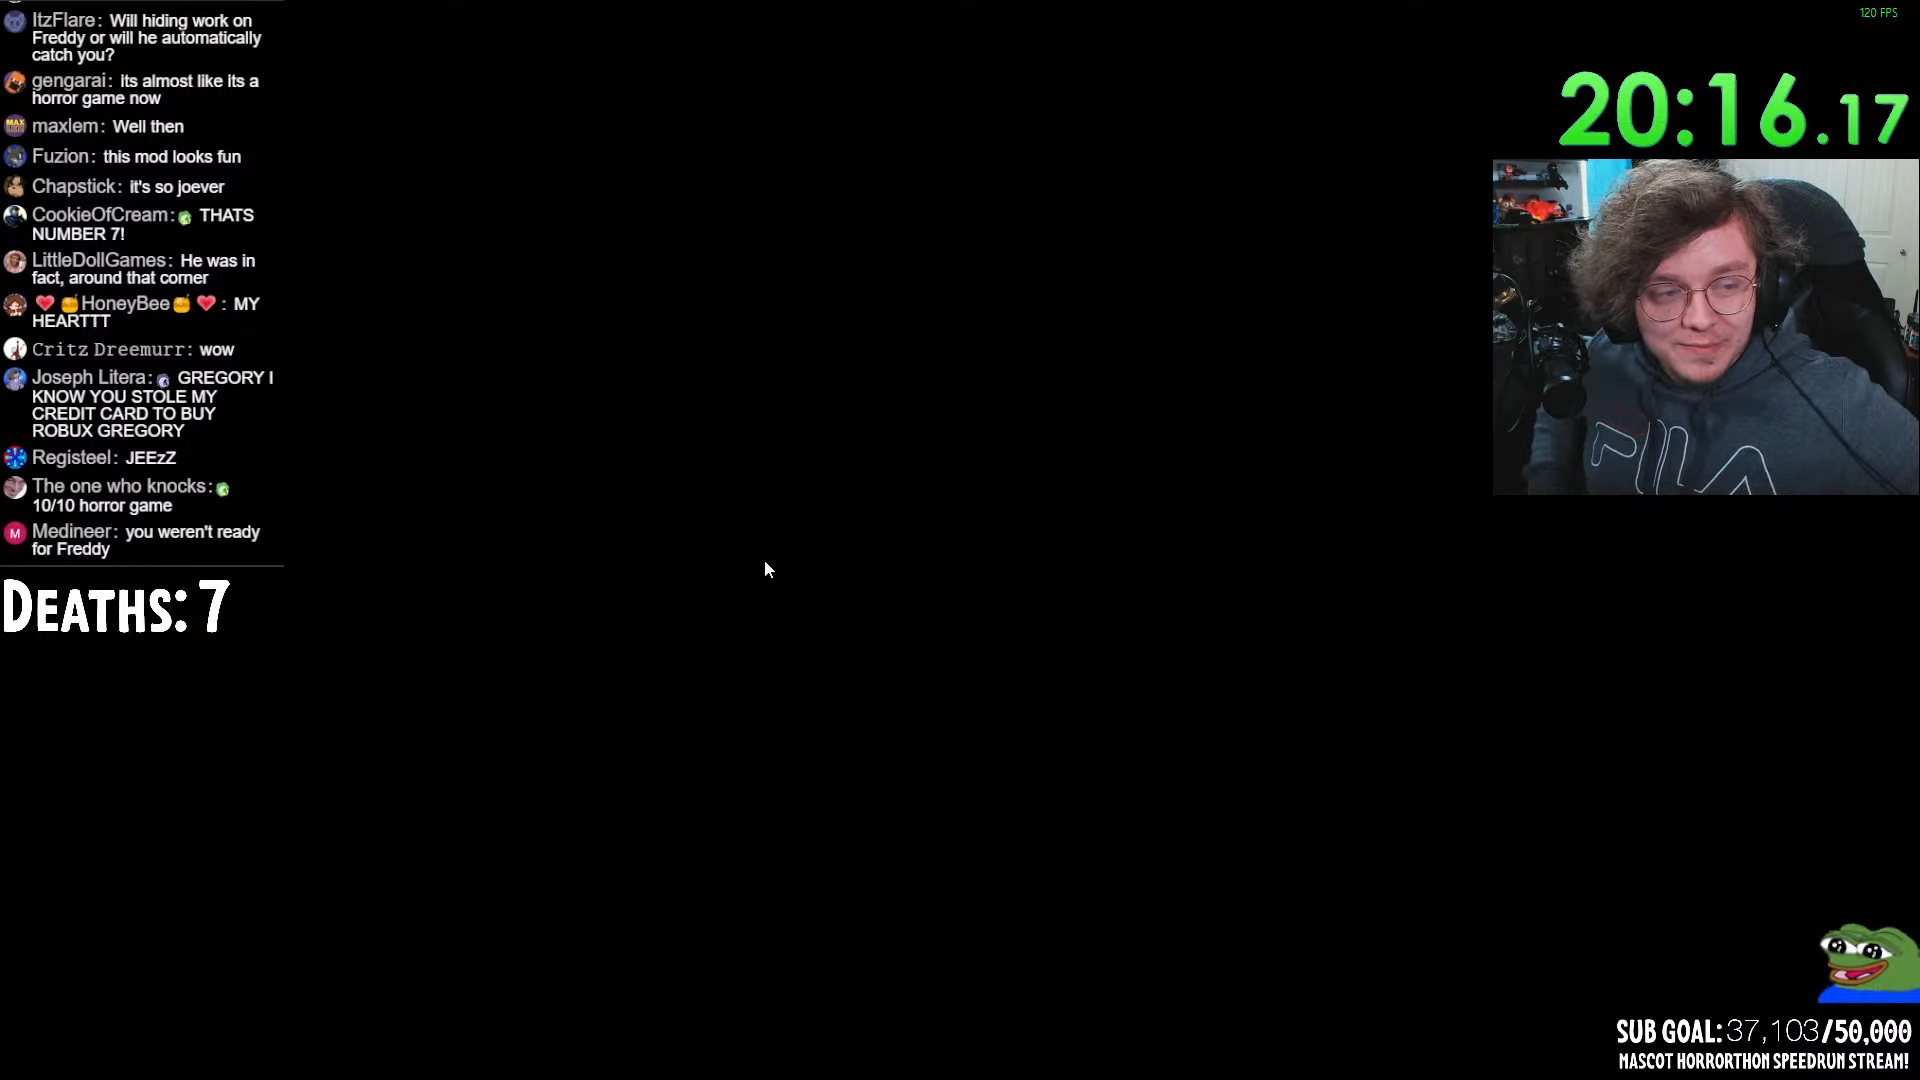 120 FPS
ItzFlare: Will hiding work on
Freddy or will he automatically
catch you?
gengarai: its almost like its a
horror game now
maxlem: Well then
Fuzion: this mod looks fun
Chapstick: it's so joever
CookieOfCream: THATS
NUMBER 7!
LittleDollGames: He was in
fact, around that corner
❤️🍯HoneyBee🍯❤️: MY
HEARTTT
Critz Dreemurr: wow
Joseph Litera: GREGORY I
KNOW YOU STOLE MY
CREDIT CARD TO BUY
ROBUX GREGORY
Registeel: JEEzZ
The one who knocks:
10/10 horror game
M Medineer: you weren't ready
for Freddy
DEATHS: 7
20:16.17
FILA
SUB GOAL: 37,103/50,000
MASCOT HORRORTHON SPEEDRUN STREAM!